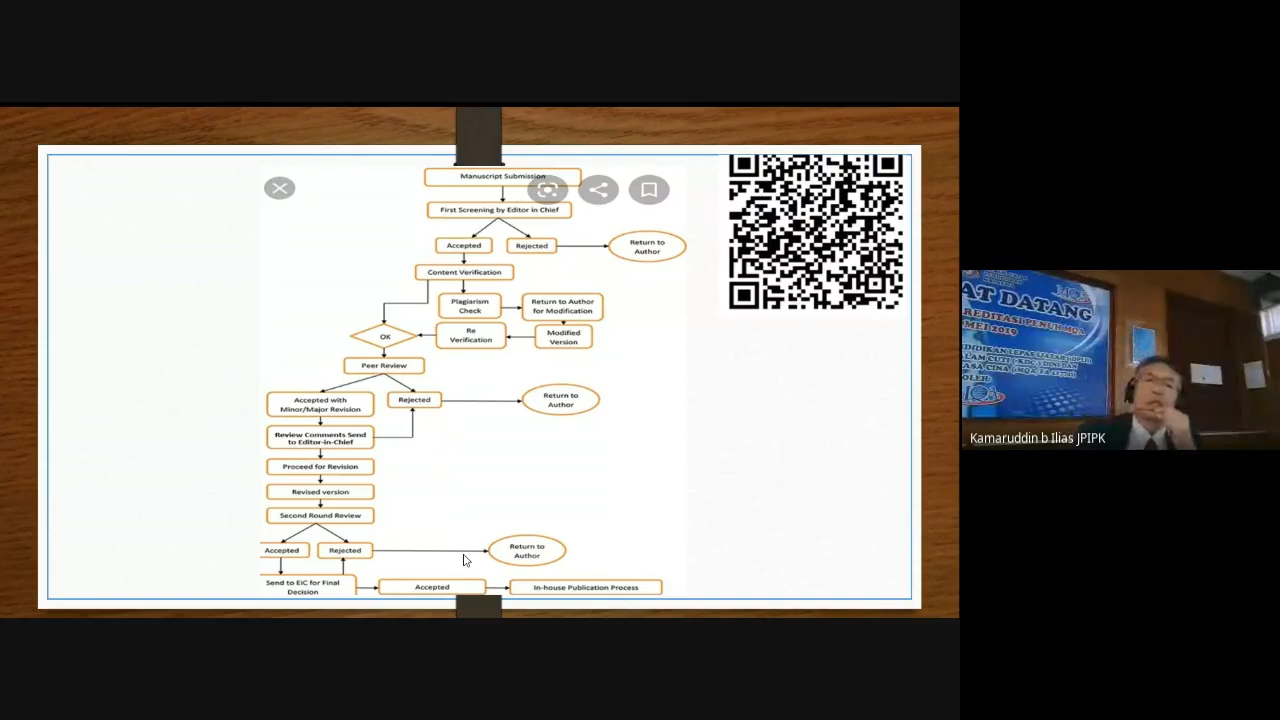 Manuscript Submission
First Screening by Editor in Chief
Accepted
Rejected
Return to
Author
Content Verification
Plagiarism
Check
Return to Author
for Modification
OK
Re
Verification
Modified
Version
Peer Review
Accepted with
Minor/Major Revision
Rejected
Return to
Author
Review Comments Send
to Editor-in-Chief
Proceed for Revision
Revised version
Second Round Review
Accepted
Rejected
Return to
Author
Send to EiC for Final
Decision
Accepted
In-house Publication Process
AT DATANG
MQA
Kamaruddin b Ilias JPIPK